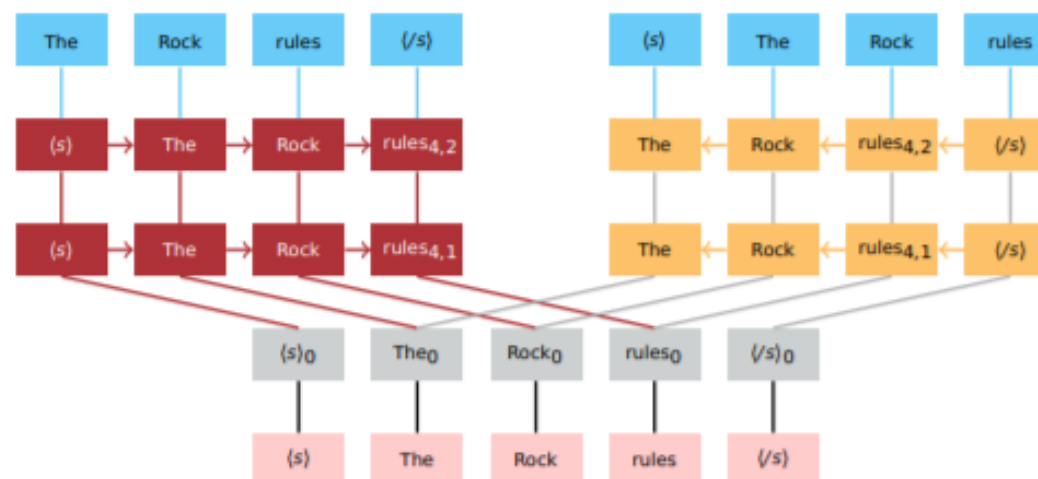 The Rock rules ⟨/s⟩ ⟨s⟩ The Rock rules
⟨s⟩ The Rock rules4,2 The Rock rules4,2 ⟨/s⟩
⟨s⟩ The Rock rules4,1 The Rock rules4,1 ⟨/s⟩
⟨s⟩0 The0 Rock0 rules0 ⟨/s⟩0
⟨s⟩ The Rock rules ⟨/s⟩